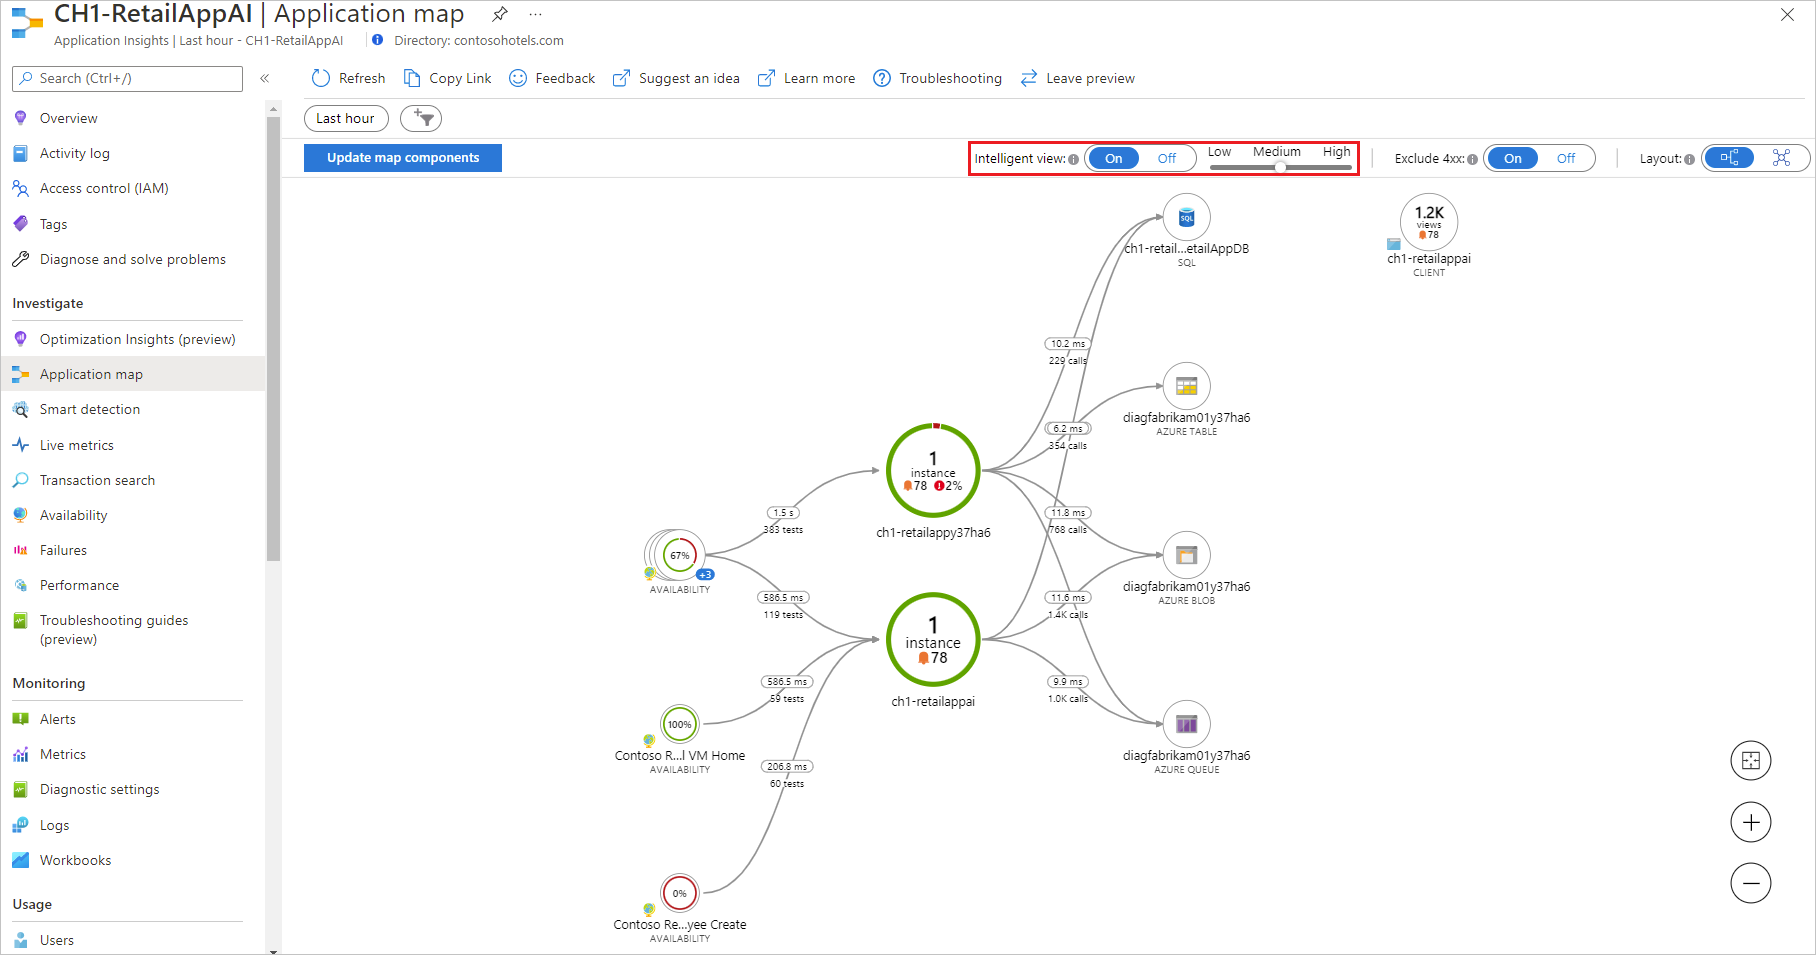 CH1-RetailAppAI | Application map ...
Application Insights | Last hour - CH1-RetailAppAI
Directory: contosohotels.com
Search (Ctrl+/)
«
Refresh
Copy Link
Feedback
Suggest an idea
Learn more
Troubleshooting
Leave preview
Last hour
Update map components
Intelligent view:
On
Off
Low
Medium
High
Exclude 4xx:
On
Off
Layout:
Overview
Activity log
Access control (IAM)
Tags
Diagnose and solve problems
Investigate
Optimization Insights (preview)
Application map
Smart detection
Live metrics
Transaction search
Availability
Failures
Performance
Troubleshooting guides
(preview)
Monitoring
Alerts
Metrics
Diagnostic settings
Logs
Workbooks
Usage
Users
67%
+3
AVAILABILITY
100%
Contoso R...l VM Home
AVAILABILITY
0%
Contoso Re...yee Create
AVAILABILITY
1.5 s
383 tests
586.5 ms
119 tests
586.5 ms
59 tests
206.8 ms
60 tests
1
instance
78 2%
ch1-retailappy37ha6
1
instance
78
ch1-retailappai
10.2 ms
229 calls
6.2 ms
354 calls
11.8 ms
768 calls
11.6 ms
1.4K calls
9.9 ms
1.0K calls
SQL
ch1-retail...etailAppDB
SQL
diagfabrikam01y37ha6
AZURE TABLE
diagfabrikam01y37ha6
AZURE BLOB
diagfabrikam01y37ha6
AZURE QUEUE
1.2K
views
78
ch1-retailappai
CLIENT